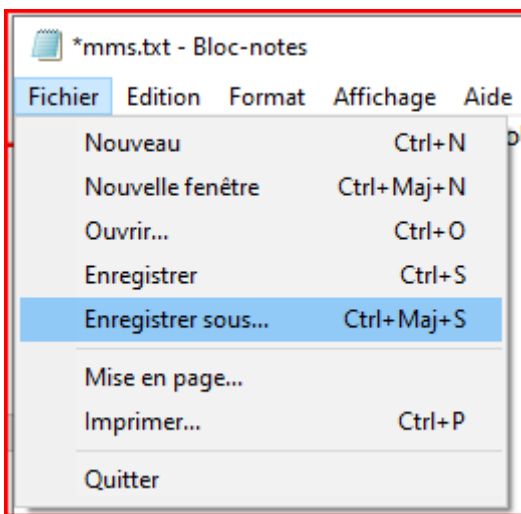 *mms.txt - Bloc-notes
Fichier Edition Format Affichage Aide
Nouveau Ctrl+N
Nouvelle fenêtre Ctrl+Maj+N
Ouvrir... Ctrl+O
Enregistrer Ctrl+S
Enregistrer sous... Ctrl+Maj+S
Mise en page...
Imprimer... Ctrl+P
Quitter